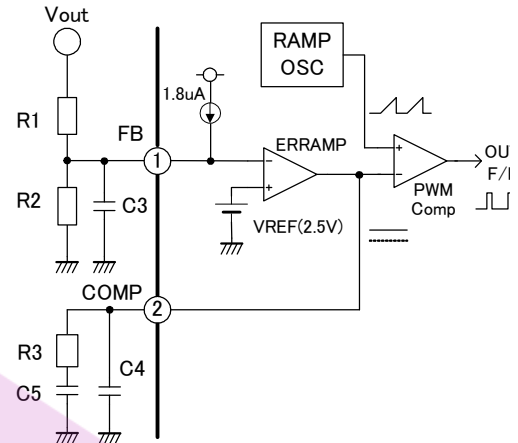 Vout
RAMP
OSC
1.8uA
R1
FB
1
ERRAMP
+
−
OU
F/
R2
C3
−
+
VREF(2.5V)
PWM
Comp
COMP
2
R3
C4
C5